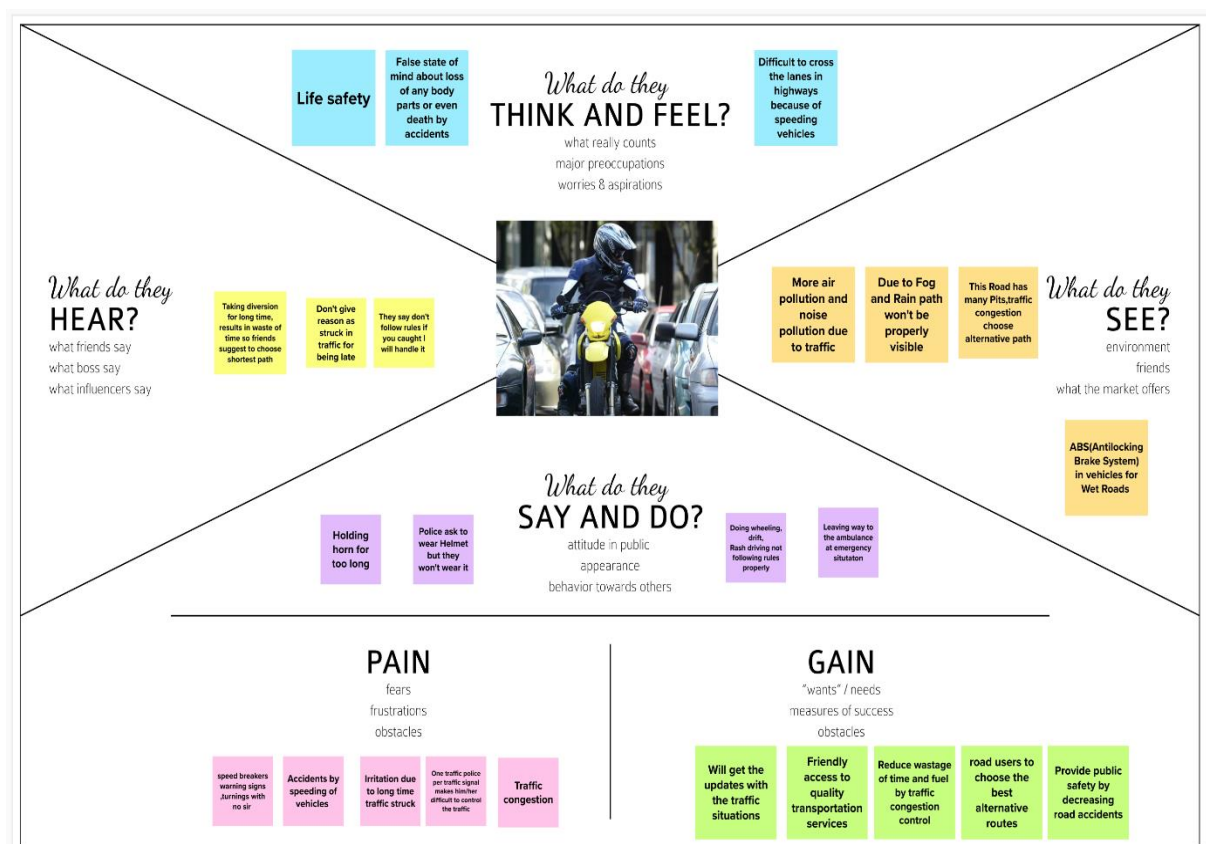 Life safety
False state of
mind about loss
of any body
parts or even
death by
accidents
What do they
THINK AND FEEL?
what really counts
major preoccupations
worries & aspirations
Difficult to cross
the lanes in
highways
because of
speeding
vehicles
What do they
HEAR?
what friends say
what boss say
what influencers say
Taking diversion
for long time,
results in waste of
time so friends
suggest to choose
shortest path
Don't give
reason as
struck in
traffic for
being late
They say don't
follow rules if
you caught I
will handle it
More air
pollution and
noise
pollution due
to traffic
Due to Fog
and Rain path
won't be
properly
visible
This Road has
many Pits,traffic
congestion
choose
alternative path
What do they
SEE?
environment
friends
what the market offers
ABS(Antilocking
Brake System)
in vehicles for
Wet Roads
What do they
SAY AND DO?
attitude in public
appearance
behavior towards others
Holding
horn for
too long
Police ask to
wear Helmet
but they
won't wear it
Doing wheeling,
drift,
Rash driving not
following rules
properly
Leaving way to
the ambulance
at emergency
situtaton
PAIN
fears
frustrations
obstacles
speed breakers
warning signs
,turnings with
no sir
Accidents by
speeding of
vehicles
Irritation due
to long time
traffic struck
One traffic police
per traffic signal
makes him/her
difficult to control
the traffic
Traffic
congestion
GAIN
"wants" / needs
measures of success
obstacles
Will get the
updates with
the traffic
situations
Friendly
access to
quality
transportation
services
Reduce wastage
of time and fuel
by traffic
congestion
control
road users to
choose the
best
alternative
routes
Provide public
safety by
decreasing
road accidents